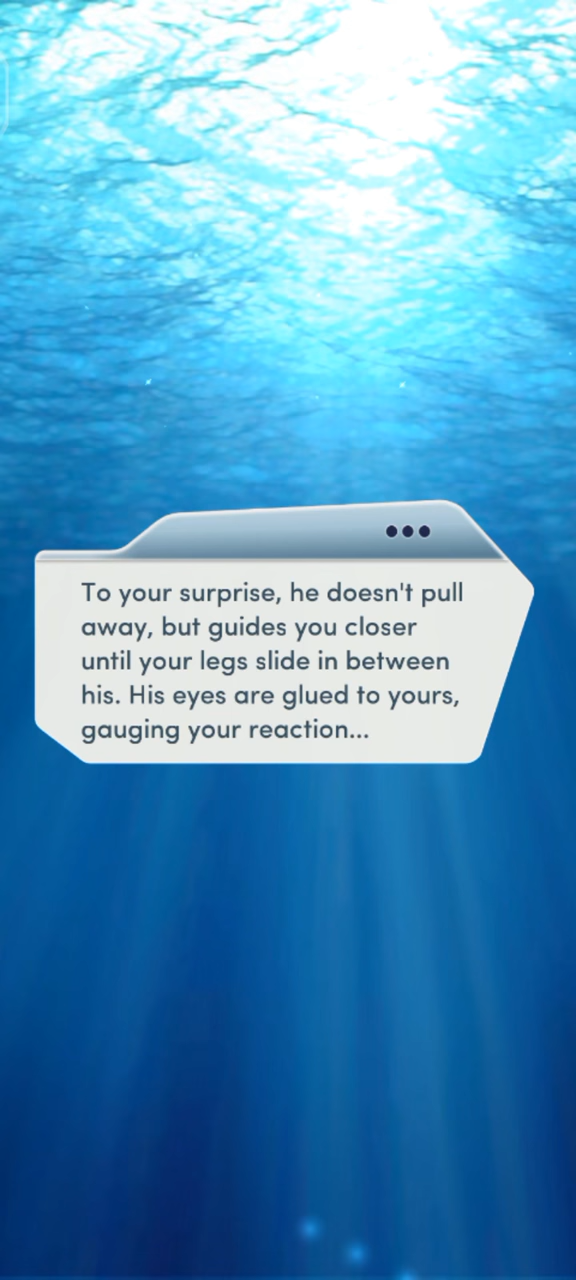 To your surprise, he doesn't pull
away, but guides you closer
until your legs slide in between
his. His eyes are glued to yours,
gauging your reaction...